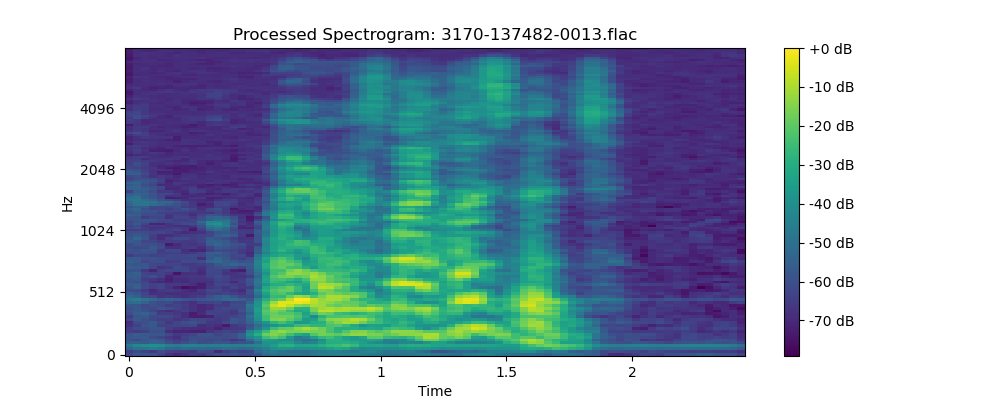 Processed Spectrogram: 3170-137482-0013.flac
+0 dB
-10 dB
-20 dB
-30 dB
-40 dB
-50 dB
-60 dB
-70 dB
4096
2048
1024
512
0
Hz
0
0.5
1
1.5
2
Time